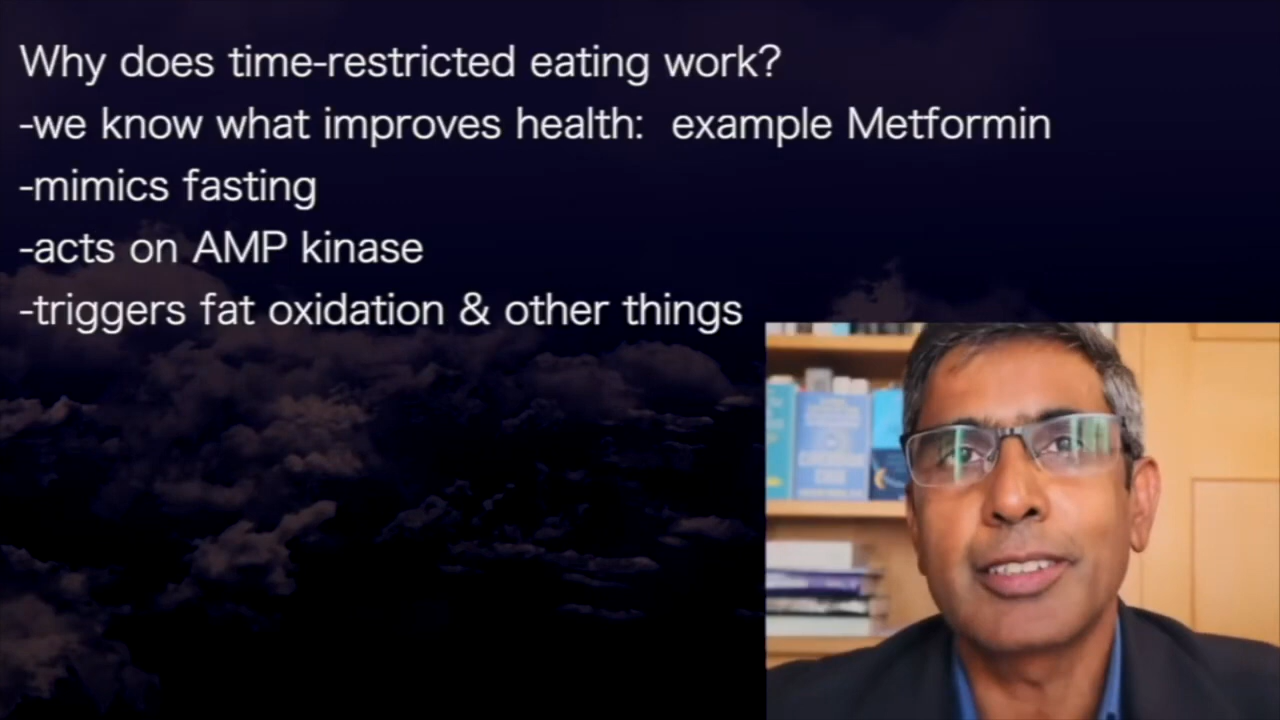 Why does time-restricted eating work?
-we know what improves health:  example Metformin
-mimics fasting
-acts on AMP kinase
-triggers fat oxidation & other things